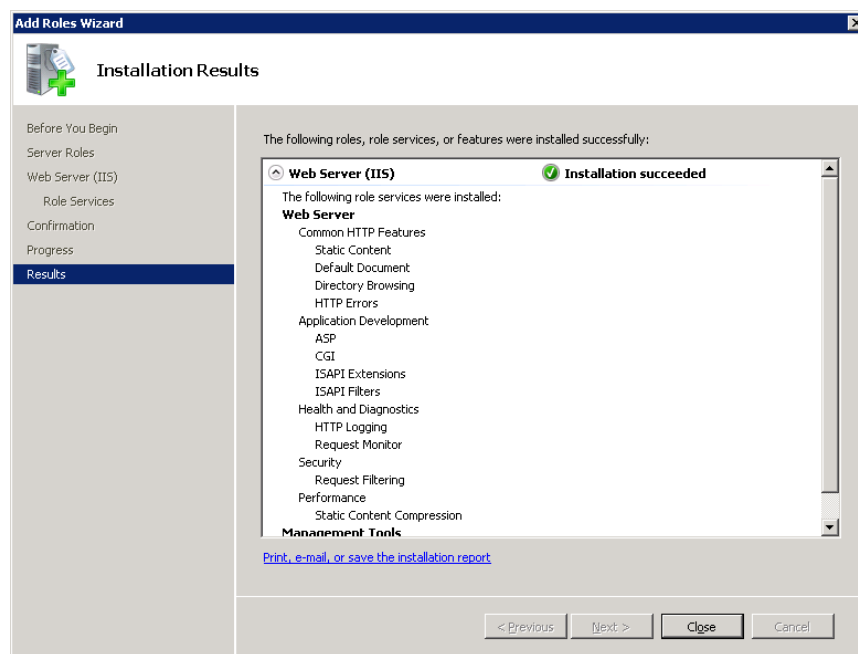 Add Roles Wizard
Installation Results
Before You Begin
Server Roles
Web Server (IIS)
Role Services
Confirmation
Progress
Results
The following roles, role services, or features were installed successfully:
Web Server (IIS)
Installation succeeded
The following role services were installed:
Web Server
Common HTTP Features
Static Content
Default Document
Directory Browsing
HTTP Errors
Application Development
ASP
CGI
ISAPI Extensions
ISAPI Filters
Health and Diagnostics
HTTP Logging
Request Monitor
Security
Request Filtering
Performance
Static Content Compression
Management Tools
Print, e-mail, or save the installation report
< Previous
Next >
Close
Cancel